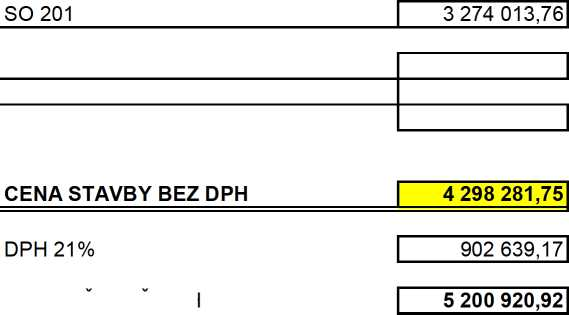 SO 201 3 274 013,76
CENA STAVBY BEZ DPH 4 298 281,75
DPH 21% 902 639,17
5 200 920,92